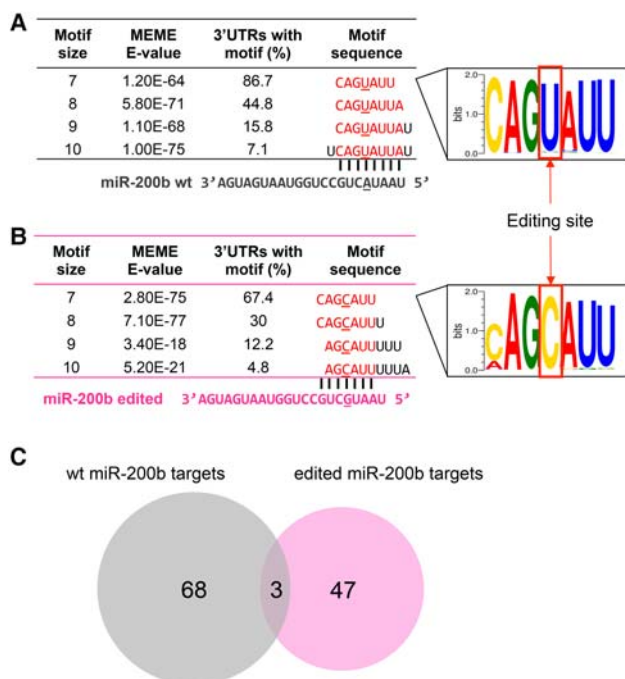 A
Motif size MEME E-value 3'UTRs with motif (%) Motif sequence
7 1.20E-64 86.7 CAGUAUU
8 5.80E-71 44.8 CAGUAUUA
9 1.10E-68 15.8 CAGUAUUAU
10 1.00E-75 7.1 UCAGUAUUAU
miR-200b wt 3' AGUAGUAAUGGUCCGUCAUAAU 5'
2.0
1.0
0.0
bits
CAGUAUU
Editing site
B
Motif size MEME E-value 3'UTRs with motif (%) Motif sequence
7 2.80E-75 67.4 CAGCAUU
8 7.10E-77 30 CAGCAUUU
9 3.40E-18 12.2 AGCAUUUUU
10 5.20E-21 4.8 AGCAUUUUUA
miR-200b edited 3' AGUAGUAAUGGUCCGUCGUAAU 5'
2.0
1.0
0.0
bits
CAGCAUU
A
C
wt miR-200b targets
edited miR-200b targets
68 3 47